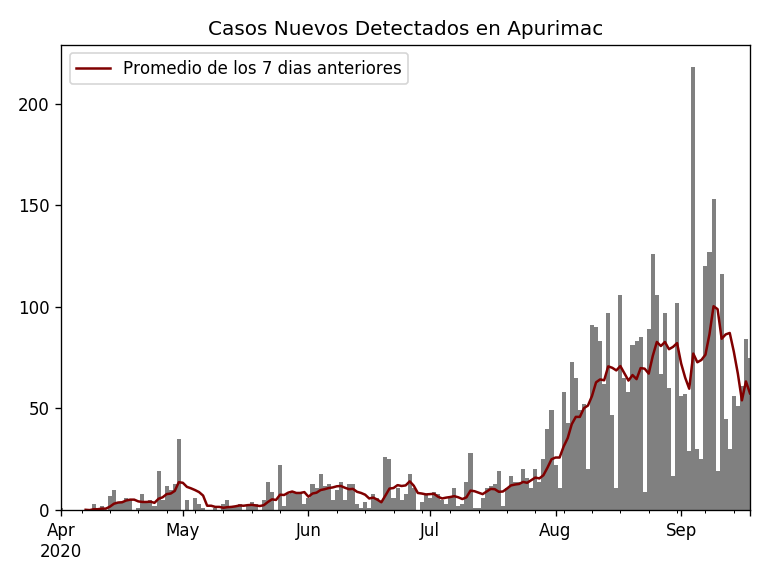 Casos Nuevos Detectados en Apurimac
Promedio de los 7 dias anteriores
200
150
100
50
0
Apr May Jun Jul Aug Sep
2020